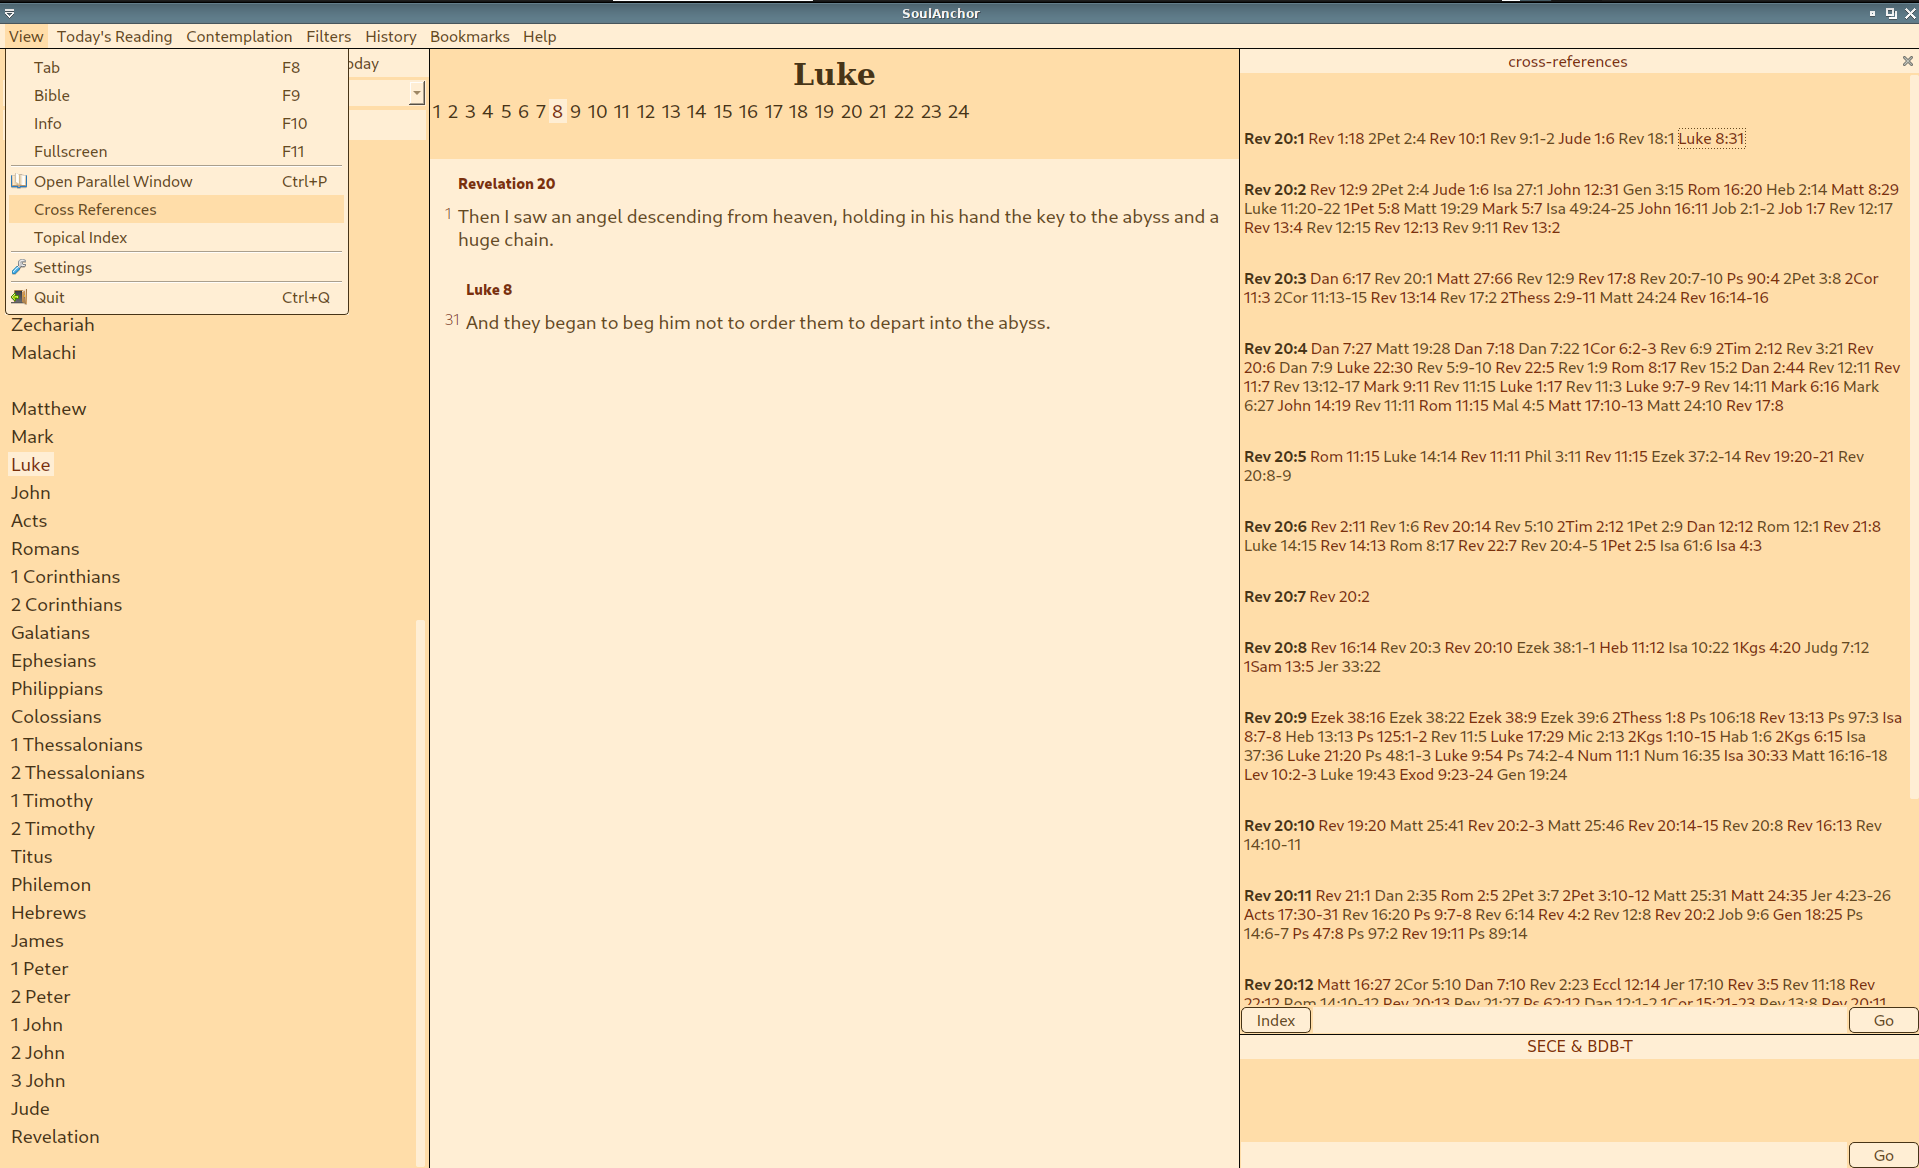 SoulAnchor
View Today's Reading Contemplation Filters History Bookmarks Help
Tab F8
Bible F9
Info F10
Fullscreen F11
Open Parallel Window Ctrl+P
Cross References
Topical Index
Settings
Quit Ctrl+Q
Zechariah
Malachi
Matthew
Mark
Luke
John
Acts
Romans
1 Corinthians
2 Corinthians
Galatians
Ephesians
Philippians
Colossians
1 Thessalonians
2 Thessalonians
1 Timothy
2 Timothy
Titus
Philemon
Hebrews
James
1 Peter
2 Peter
1 John
2 John
3 John
Jude
Revelation
Luke
1 2 3 4 5 6 7 8 9 10 11 12 13 14 15 16 17 18 19 20 21 22 23 24
Revelation 20
1 Then I saw an angel descending from heaven, holding in his hand the key to the abyss and a
huge chain.
Luke 8
31 And they began to beg him not to order them to depart into the abyss.
cross-references
Rev 20:1 Rev 1:18 2Pet 2:4 Rev 10:1 Rev 9:1-2 Jude 1:6 Rev 18:1 Luke 8:31
Rev 20:2 Rev 12:9 2Pet 2:4 Jude 1:6 Isa 27:1 John 12:31 Gen 3:15 Rom 16:20 Heb 2:14 Matt 8:29
Luke 11:20-22 1Pet 5:8 Matt 19:29 Mark 5:7 Isa 49:24-25 John 16:11 Job 2:1-2 Job 1:7 Rev 12:17
Rev 13:4 Rev 12:15 Rev 12:13 Rev 9:11 Rev 13:2
Rev 20:3 Dan 6:17 Rev 20:1 Matt 27:66 Rev 12:9 Rev 17:8 Rev 20:7-10 Ps 90:4 2Pet 3:8 2Cor
11:3 2Cor 11:13-15 Rev 13:14 Rev 17:2 2Thess 2:9-11 Matt 24:24 Rev 16:14-16
Rev 20:4 Dan 7:27 Matt 19:28 Dan 7:18 Dan 7:22 1Cor 6:2-3 Rev 6:9 2Tim 2:12 Rev 3:21 Rev
20:6 Dan 7:9 Luke 22:30 Rev 5:9-10 Rev 22:5 Rev 1:9 Rom 8:17 Rev 15:2 Dan 2:44 Rev 12:11 Rev
11:7 Rev 13:12-17 Mark 9:11 Rev 11:15 Luke 1:17 Rev 11:3 Luke 9:7-9 Rev 14:11 Mark 6:16 Mark
6:27 John 14:19 Rev 11:11 Rom 11:15 Mal 4:5 Matt 17:10-13 Matt 24:10 Rev 17:8
Rev 20:5 Rom 11:15 Luke 14:14 Rev 11:11 Phil 3:11 Rev 11:15 Ezek 37:2-14 Rev 19:20-21 Rev
20:8-9
Rev 20:6 Rev 2:11 Rev 1:6 Rev 20:14 Rev 5:10 2Tim 2:12 1Pet 2:9 Dan 12:12 Rom 12:1 Rev 21:8
Luke 14:15 Rev 14:13 Rom 8:17 Rev 22:7 Rev 20:4-5 1Pet 2:5 Isa 61:6 Isa 4:3
Rev 20:7 Rev 20:2
Rev 20:8 Rev 16:14 Rev 20:3 Rev 20:10 Ezek 38:1-1 Heb 11:12 Isa 10:22 1Kgs 4:20 Judg 7:12
1Sam 13:5 Jer 33:22
Rev 20:9 Ezek 38:16 Ezek 38:22 Ezek 38:9 Ezek 39:6 2Thess 1:8 Ps 106:18 Rev 13:13 Ps 97:3 Isa
8:7-8 Heb 13:13 Ps 125:1-2 Rev 11:5 Luke 17:29 Mic 2:13 2Kgs 1:10-15 Hab 1:6 2Kgs 6:15 Isa
37:36 Luke 21:20 Ps 48:1-3 Luke 9:54 Ps 74:2-4 Num 11:1 Num 16:35 Isa 30:33 Matt 16:16-18
Lev 10:2-3 Luke 19:43 Exod 9:23-24 Gen 19:24
Rev 20:10 Rev 19:20 Matt 25:41 Rev 20:2-3 Matt 25:46 Rev 20:14-15 Rev 20:8 Rev 16:13 Rev
14:10-11
Rev 20:11 Rev 21:1 Dan 2:35 Rom 2:5 2Pet 3:7 2Pet 3:10-12 Matt 25:31 Matt 24:35 Jer 4:23-26
Acts 17:30-31 Rev 16:20 Ps 9:7-8 Rev 6:14 Rev 4:2 Rev 12:8 Rev 20:2 Job 9:6 Gen 18:25 Ps
14:6-7 Ps 47:8 Ps 97:2 Rev 19:11 Ps 89:14
Rev 20:12 Matt 16:27 2Cor 5:10 Dan 7:10 Rev 2:23 Eccl 12:14 Jer 17:10 Rev 3:5 Rev 11:18 Rev
22:12 Rom 14:10-12 Rev 20:13 Rev 21:27 Ps 62:12 Dan 12:1-2 1Cor 15:21-23 Rev 13:8 Rev 20:11
Index Go
SECE & BDB-T
Go